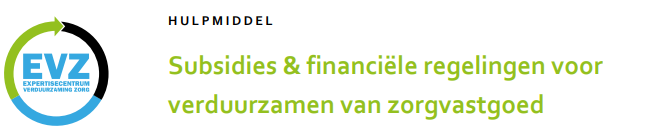 HULPMIDDEL
EVZ
EXPERTISECENTRUM
VERDUURZAMING ZORG
Subsidies & financiële regelingen voor
verduurzamen van zorgvastgoed